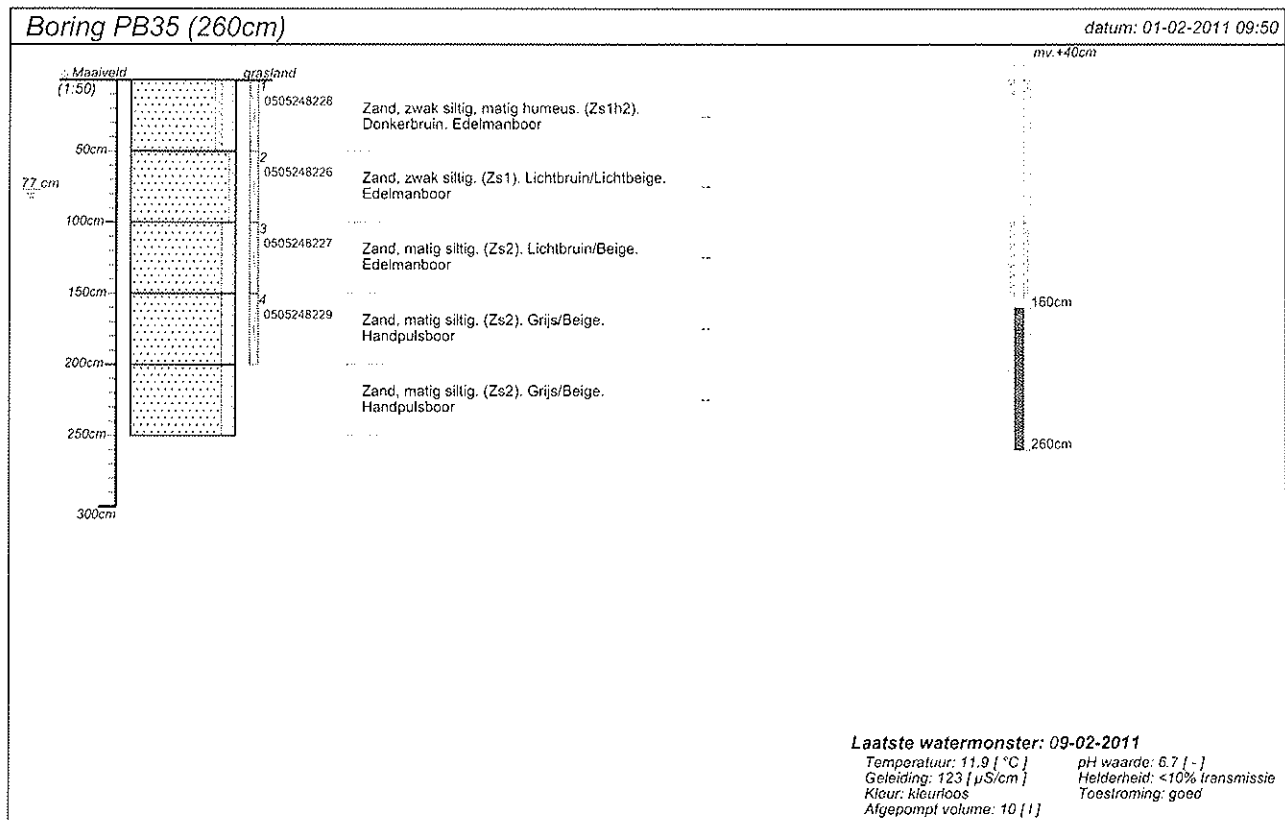 Boring PB35 (260cm)
datum: 01-02-2011 09:50
mv.+40cm
Maaiveld
grasland
(1:50)
1
0505248228
Zand, zwak siltig, matig humeus. (Zs1h2).
Donkerbruin. Edelmanboor
--
50cm
2
0505248226
Zand, zwak siltig. (Zs1). Lichtbruin/Lichtbeige.
Edelmanboor
--
77 cm
100cm
3
0505248227
Zand, matig siltig. (Zs2). Lichtbruin/Beige.
Edelmanboor
--
150cm
4
0505248229
Zand, matig siltig. (Zs2). Grijs/Beige.
Handpulsboor
--
160cm
200cm
Zand, matig siltig. (Zs2). Grijs/Beige.
Handpulsboor
--
250cm
260cm
300cm
Laatste watermonster: 09-02-2011
Temperatuur: 11.9 [ °C ]
pH waarde: 6.7 [ - ]
Geleiding: 123 [ µS/cm ]
Helderheid: <10% transmissie
Kleur: kleurloos
Toestroming: goed
Afgepompt volume: 10 [ l ]